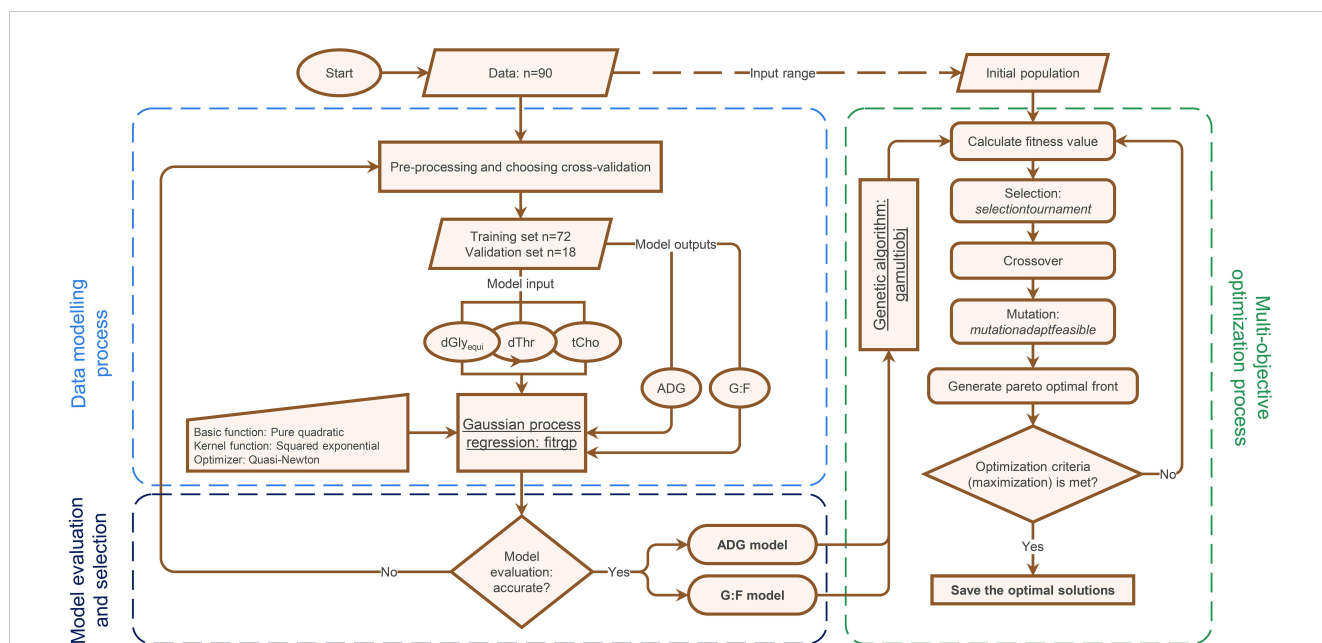 Start
Data: n=90
Input range
Initial population
Data modelling
process
Pre-processing and choosing cross-validation
Training set n=72
Validation set n=18
Model outputs
Model input
dGlyequi
dThr
tCho
ADG
G:F
Basic function: Pure quadratic
Kernel function: Squared exponential
Optimizer: Quasi-Newton
Gaussian process
regression: fitrgp
Model evaluation
and selection
Model
evaluation:
accurate?
No
Yes
ADG model
G:F model
Genetic algorithm:
gamultiobj
Calculate fitness value
Selection:
selectiontournament
Crossover
Mutation:
mutationadaptfeasible
Generate pareto optimal front
Optimization criteria
(maximization) is met?
No
Yes
Save the optimal solutions
Multi-objective
optimization process